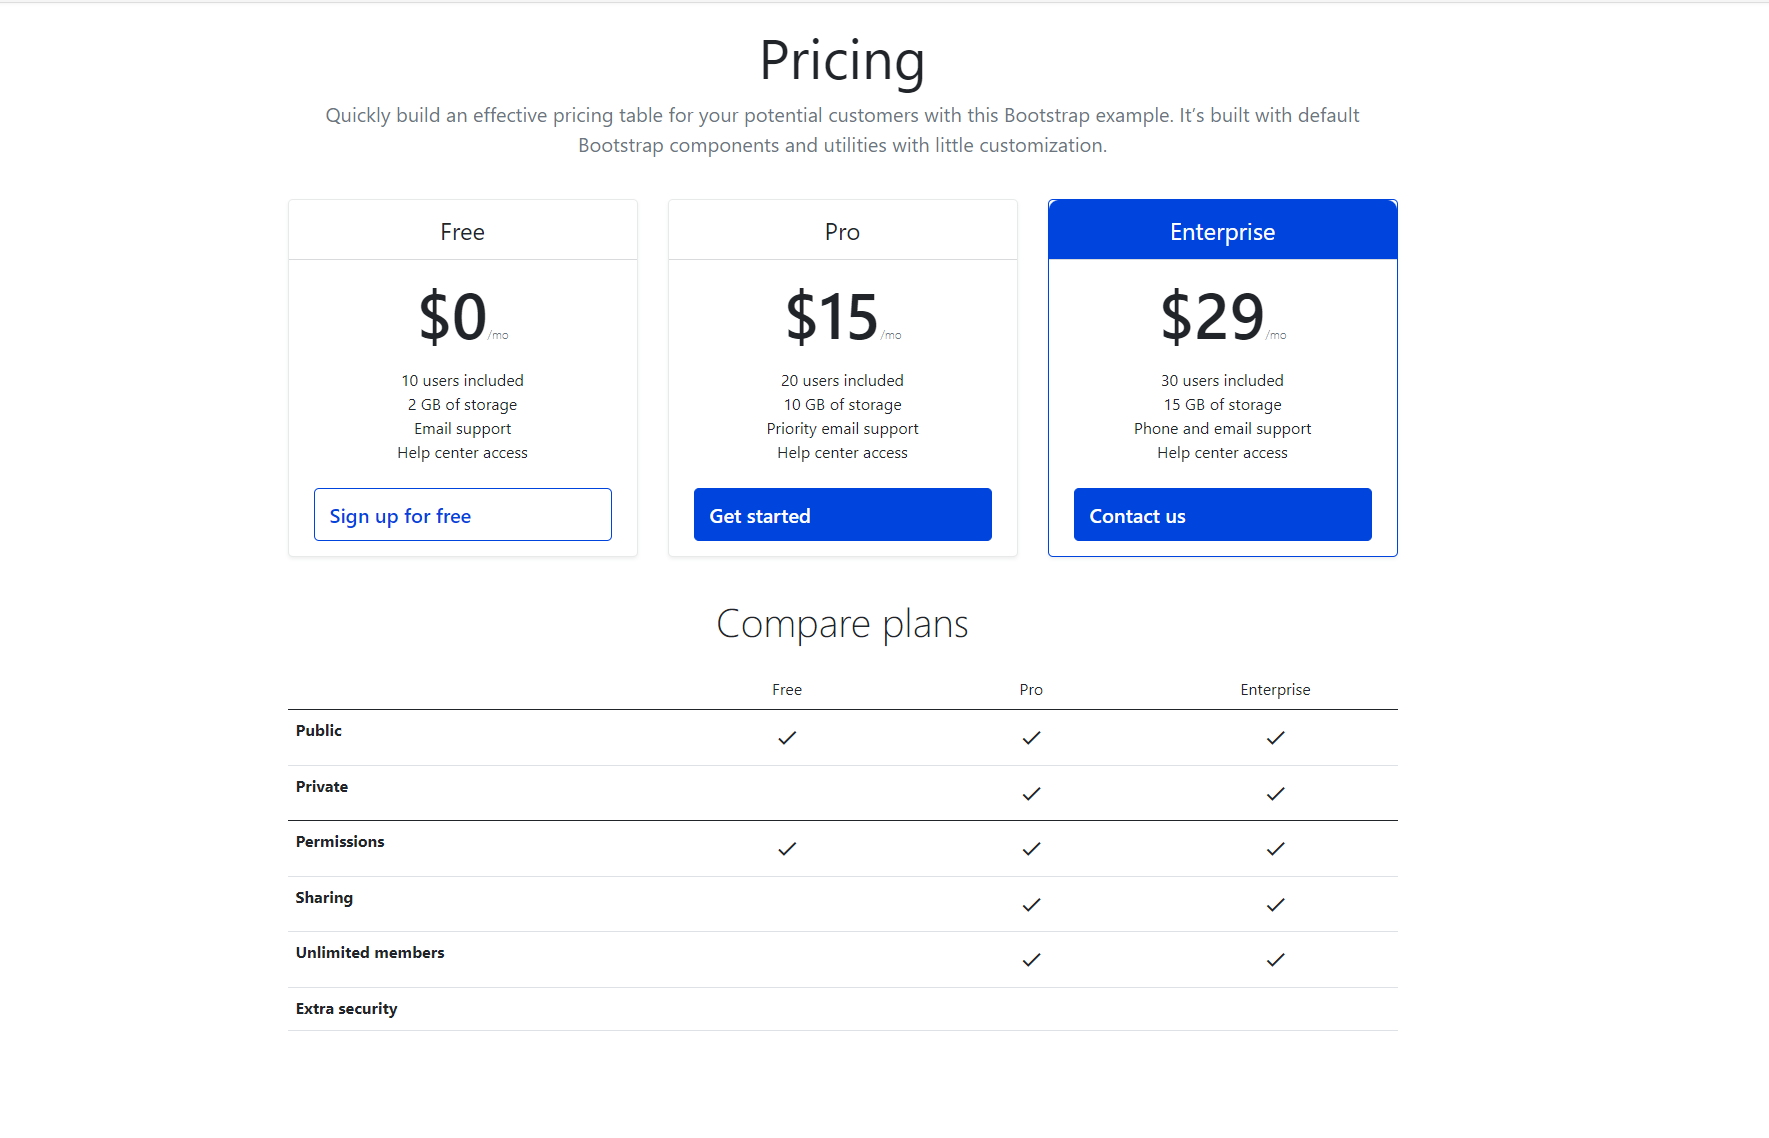 Pricing
Quickly build an effective pricing table for your potential customers with this Bootstrap example. It’s built with default
Bootstrap components and utilities with little customization.
Free
$0/mo
10 users included
2 GB of storage
Email support
Help center access
Sign up for free
Pro
$15/mo
20 users included
10 GB of storage
Priority email support
Help center access
Get started
Enterprise
$29/mo
30 users included
15 GB of storage
Phone and email support
Help center access
Contact us
Compare plans
Free Pro Enterprise
Public
Private
Permissions
Sharing
Unlimited members
Extra security